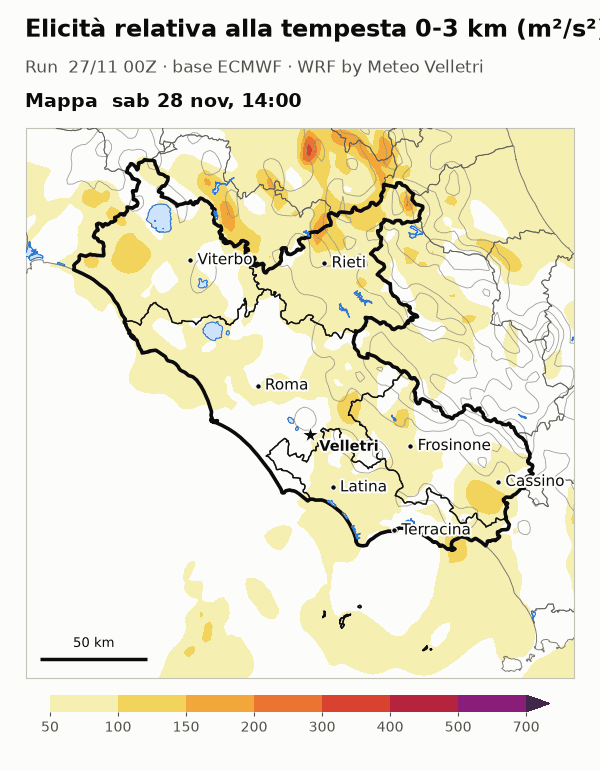 Elicità relativa alla tempesta 0-3 km (m²/s²)
Run 27/11 00Z · base ECMWF · WRF by Meteo Velletri
Mappa sab 28 nov, 14:00
Viterbo
Rieti
Roma
Velletri
Frosinone
Latina
Cassino
Terracina
50 km
50 100 150 200 300 400 500 700